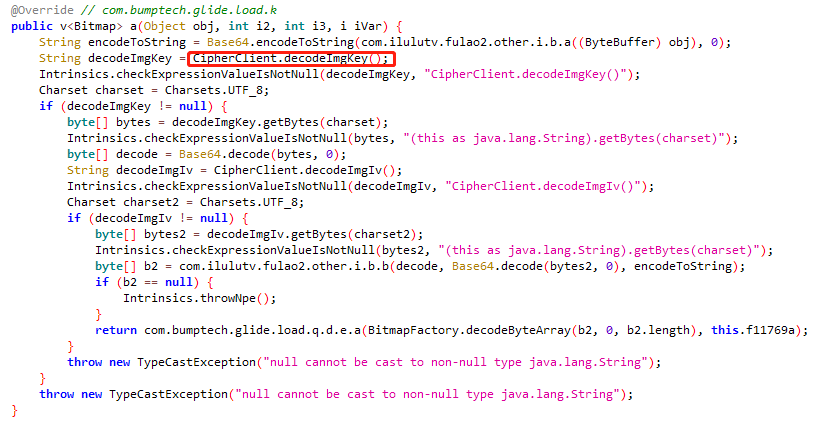 @Override // com.bumptech.glide.load.k
public v<Bitmap> a(Object obj, int i2, int i3, i iVar) {
    String encodeToString = Base64.encodeToString(com.ilulutv.fulao2.other.i.b.a((ByteBuffer) obj), 0);
    String decodeImgKey = CipherClient.decodeImgKey();
    Intrinsics.checkExpressionValueIsNotNull(decodeImgKey, "CipherClient.decodeImgKey()");
    Charset charset = Charsets.UTF_8;
    if (decodeImgKey != null) {
        byte[] bytes = decodeImgKey.getBytes(charset);
        Intrinsics.checkExpressionValueIsNotNull(bytes, "(this as java.lang.String).getBytes(charset)");
        byte[] decode = Base64.decode(bytes, 0);
        String decodeImgIv = CipherClient.decodeImgIv();
        Intrinsics.checkExpressionValueIsNotNull(decodeImgIv, "CipherClient.decodeImgIv()");
        Charset charset2 = Charsets.UTF_8;
        if (decodeImgIv != null) {
            byte[] bytes2 = decodeImgIv.getBytes(charset2);
            Intrinsics.checkExpressionValueIsNotNull(bytes2, "(this as java.lang.String).getBytes(charset)");
            byte[] b2 = com.ilulutv.fulao2.other.i.b.b(decode, Base64.decode(bytes2, 0), encodeToString);
            if (b2 == null) {
                Intrinsics.throwNpe();
            }
            return com.bumptech.glide.load.q.d.e.a(BitmapFactory.decodeByteArray(b2, 0, b2.length), this.f11769a);
        }
        throw new TypeCastException("null cannot be cast to non-null type java.lang.String");
    }
    throw new TypeCastException("null cannot be cast to non-null type java.lang.String");
}